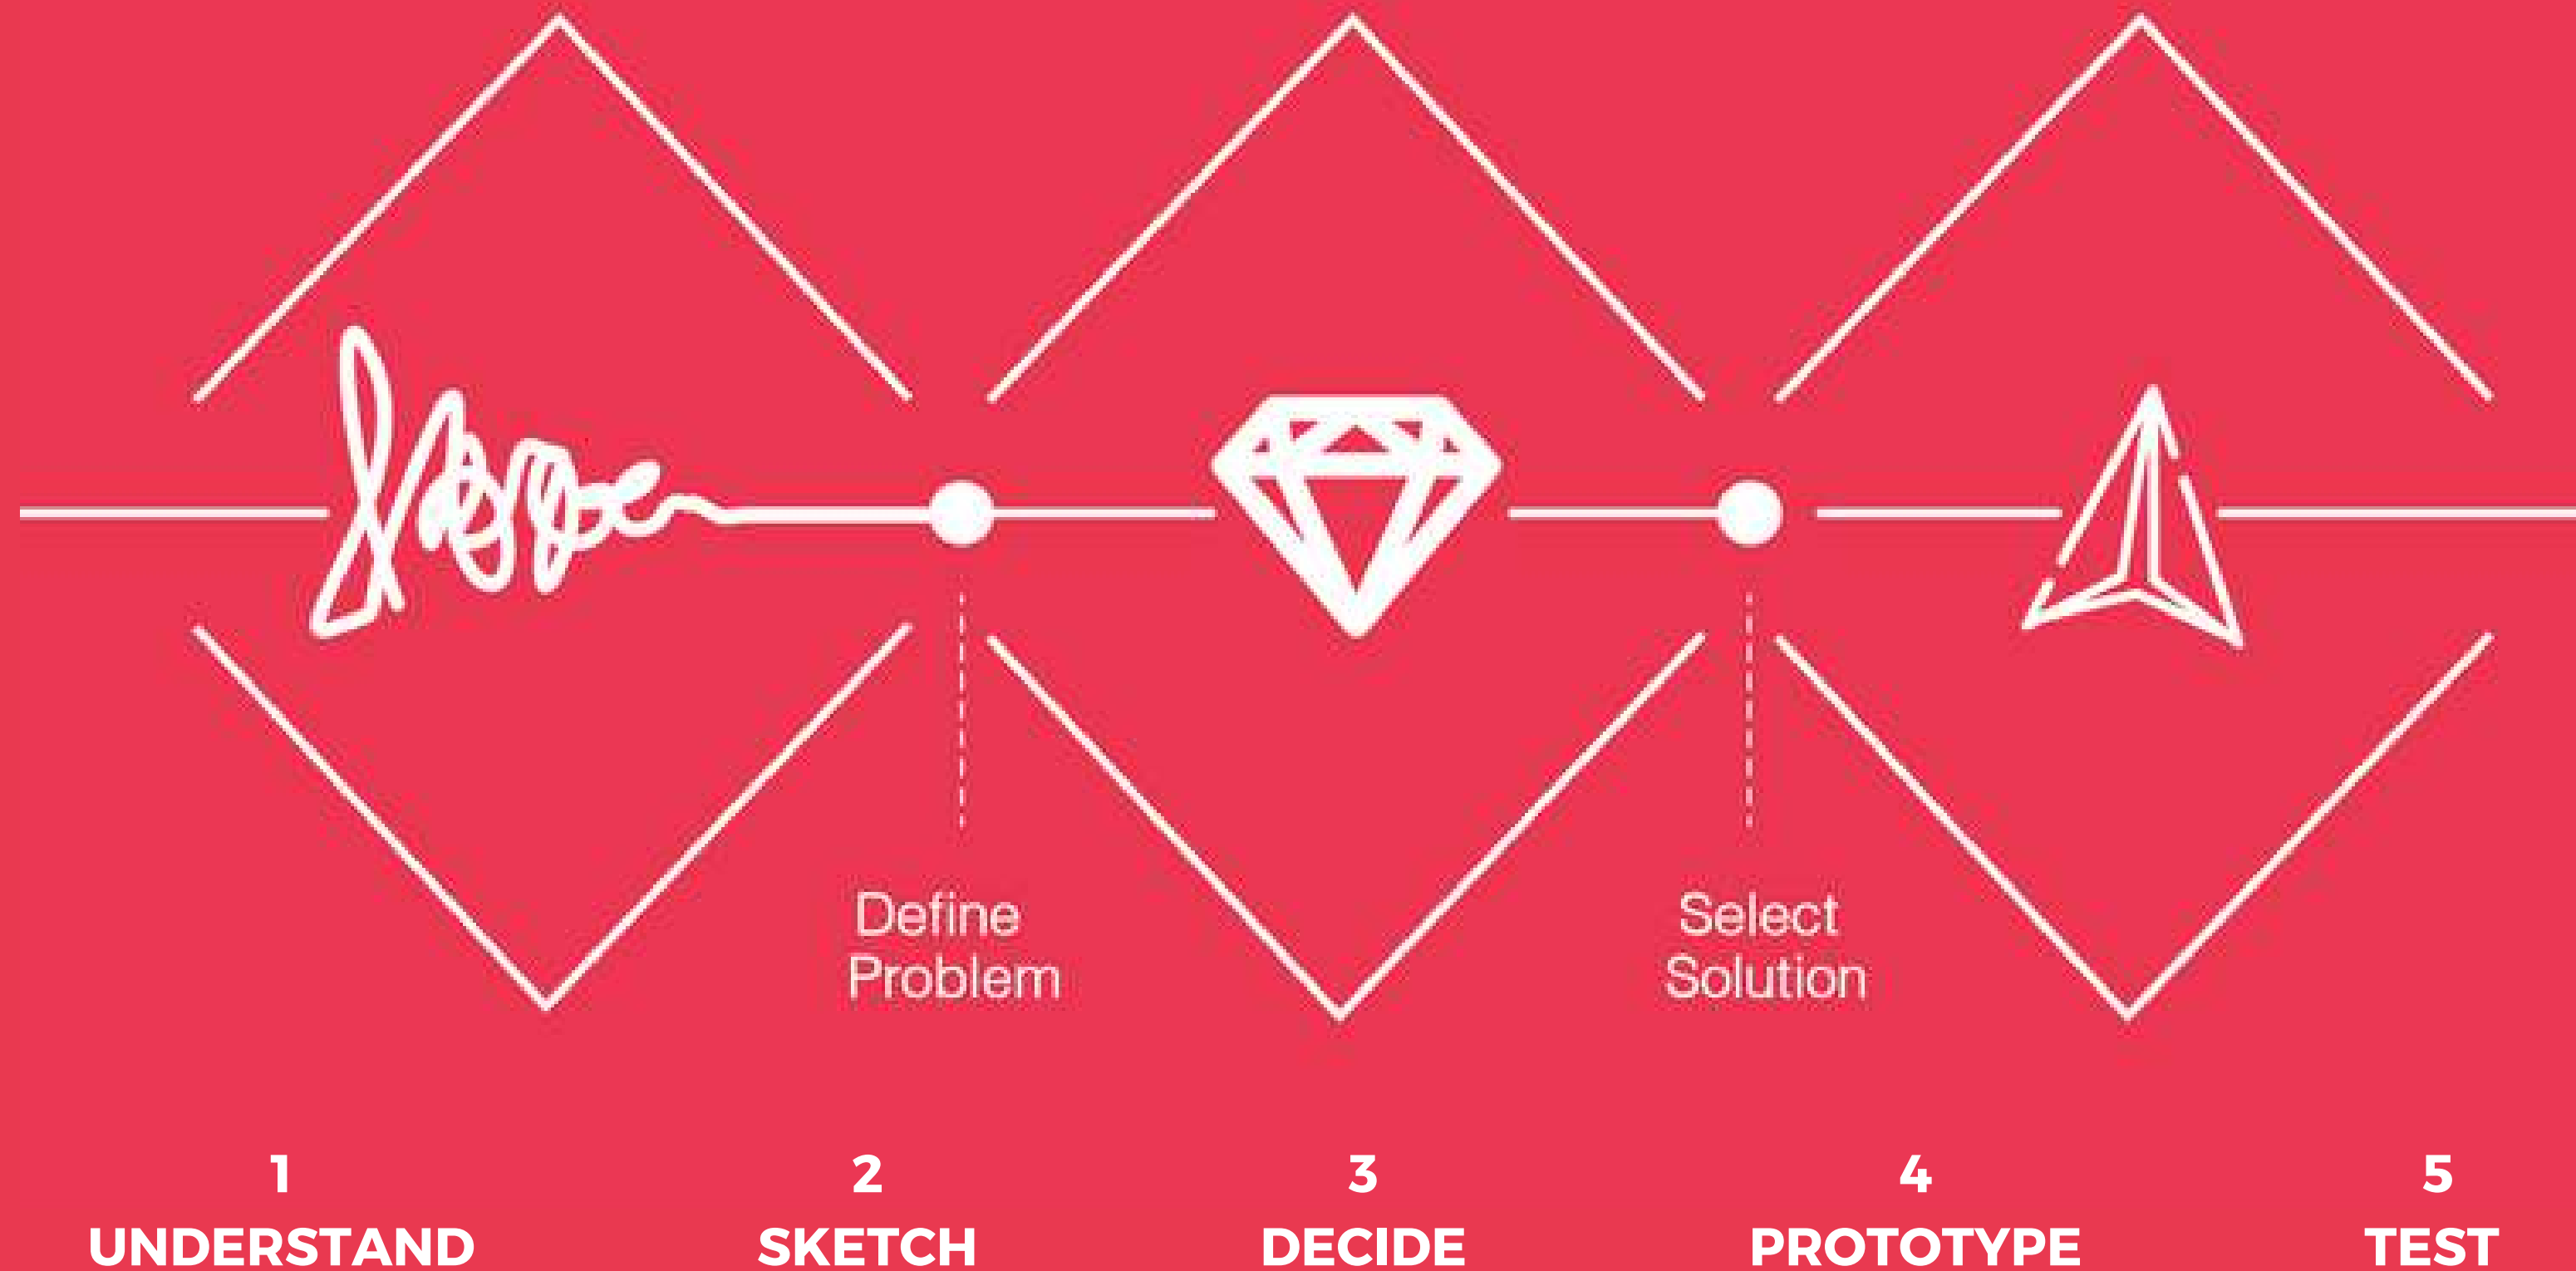 Define
Problem
Select
Solution
1
UNDERSTAND
2
SKETCH
3
DECIDE
4
PROTOTYPE
5
TEST